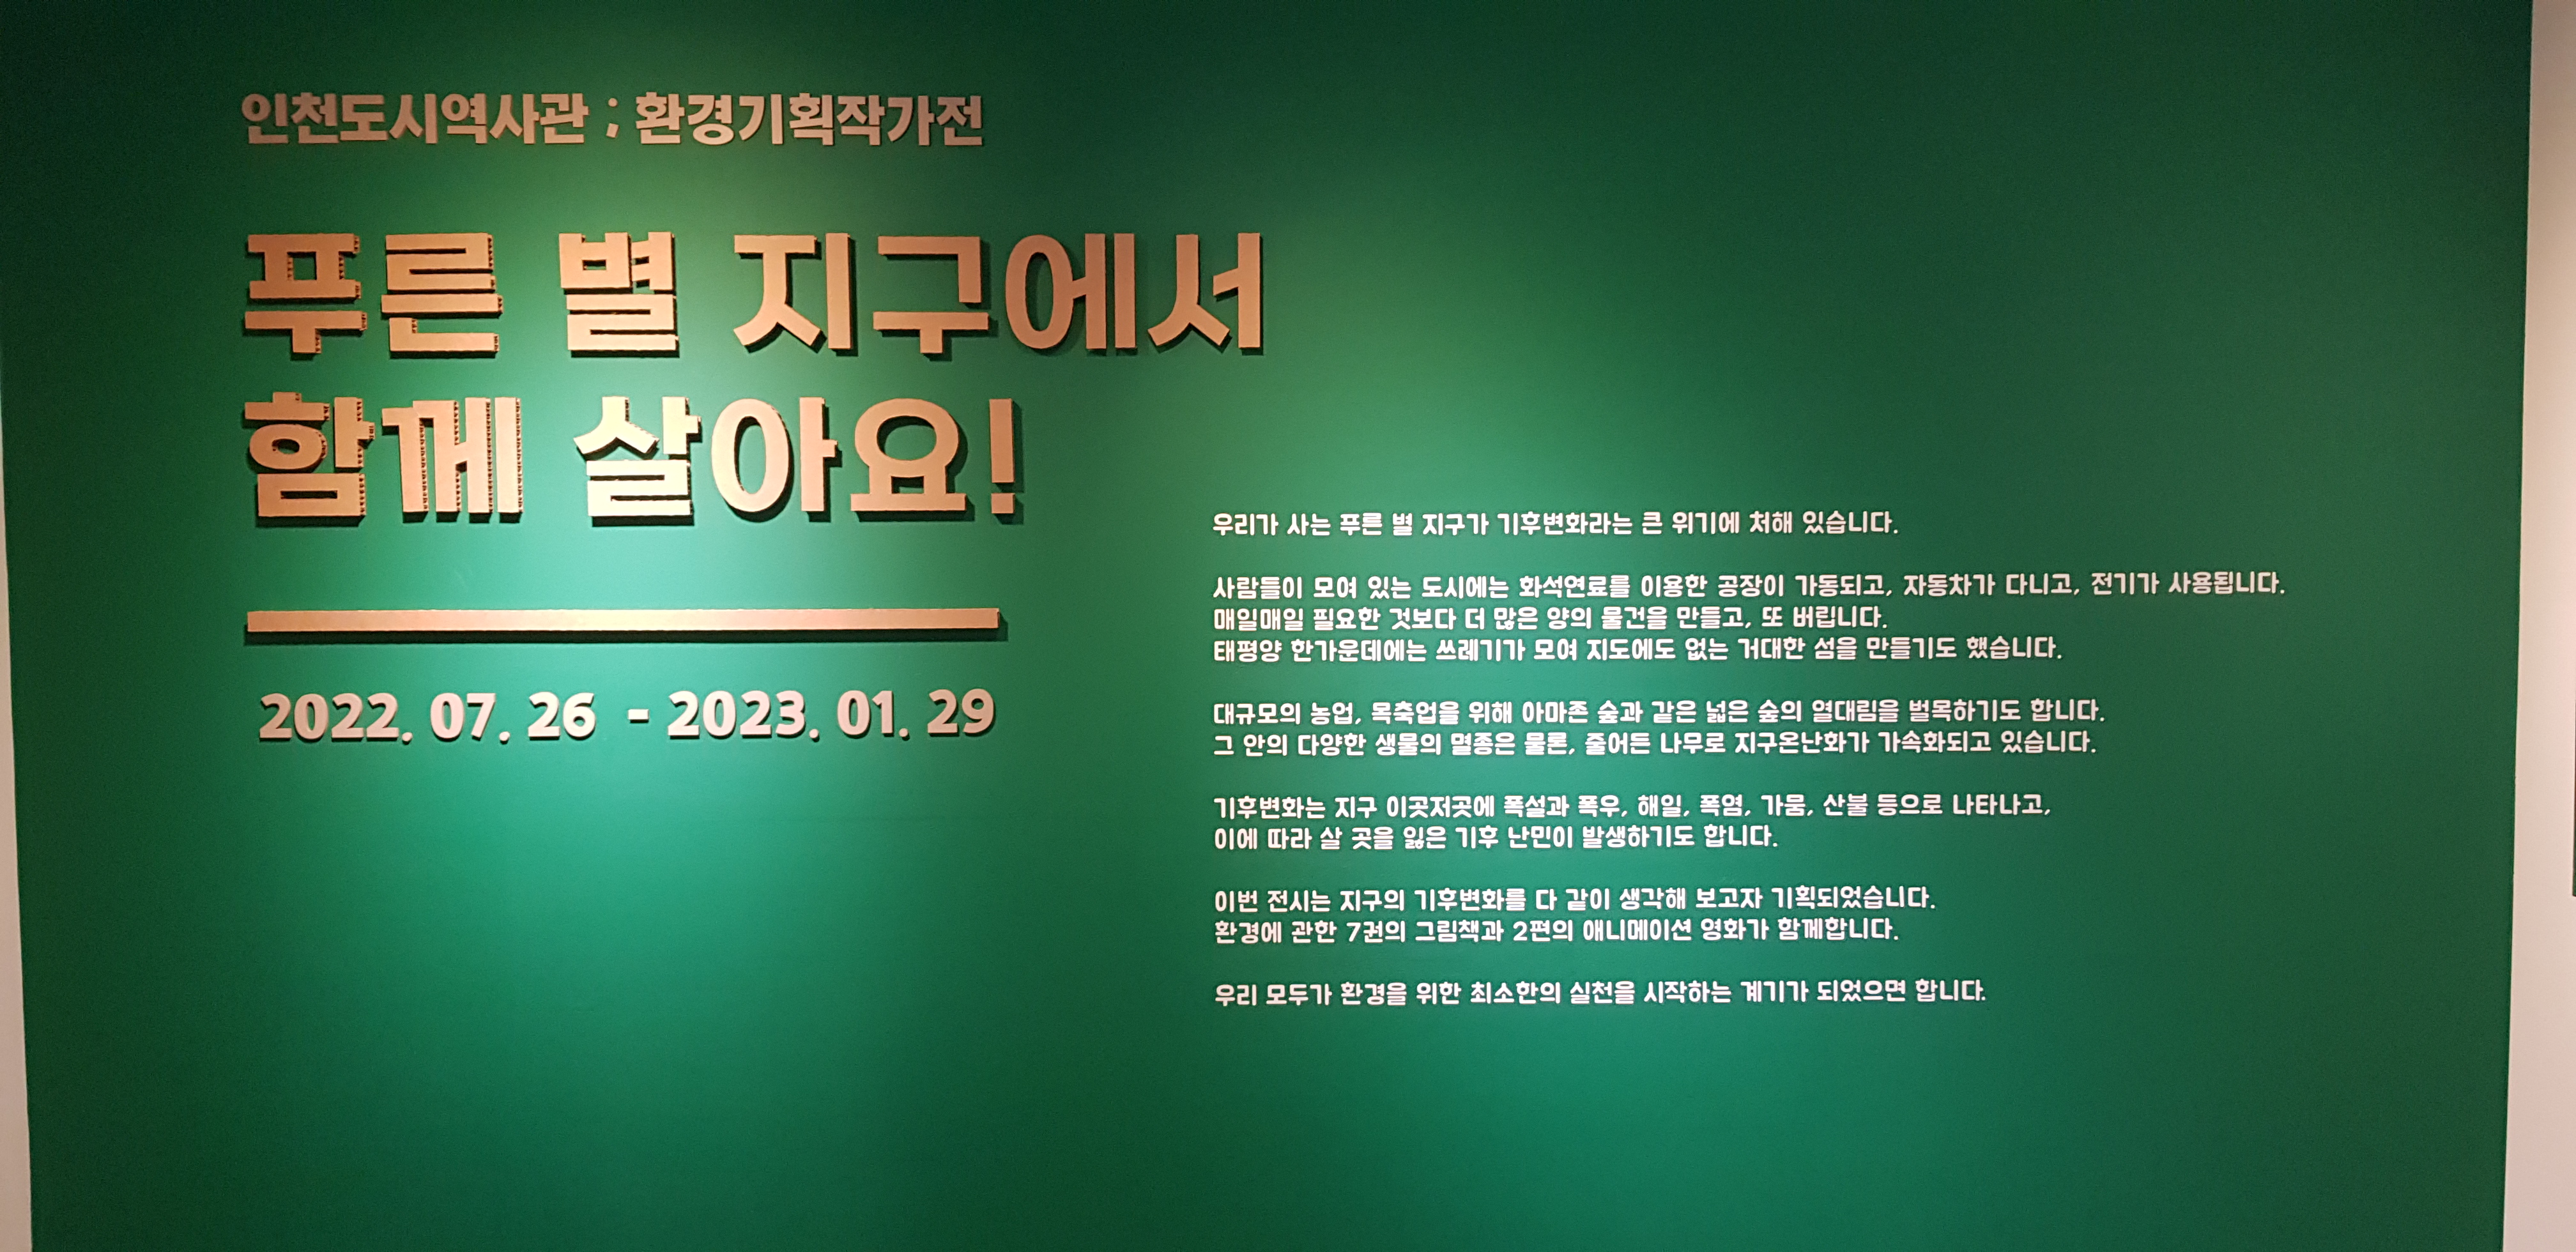 인천도시역사관 ; 환경기획작가전
푸른 별 지구에서
함께 살아요!
2022. 07. 26 - 2023. 01. 29
우리가 사는 푸른 별 지구가 기후변화라는 큰 위기에 처해 있습니다.
사람들이 모여 있는 도시에는 화석연료를 이용한 공장이 가동되고, 자동차가 다니고, 전기가 사용됩니다.
매일매일 필요한 것보다 더 많은 양의 물건을 만들고, 또 버립니다.
태평양 한가운데에는 쓰레기가 모여 지도에도 없는 거대한 섬을 만들기도 했습니다.
대규모의 농업, 목축업을 위해 아마존 숲과 같은 넓은 숲의 열대림을 벌목하기도 합니다.
그 안의 다양한 생물의 멸종은 물론, 줄어든 나무로 지구온난화가 가속화되고 있습니다.
기후변화는 지구 이곳저곳에 폭설과 폭우, 해일, 폭염, 가뭄, 산불 등으로 나타나고,
이에 따라 살 곳을 잃은 기후 난민이 발생하기도 합니다.
이번 전시는 지구의 기후변화를 다 같이 생각해 보고자 기획되었습니다.
환경에 관한 7권의 그림책과 2편의 애니메이션 영화가 함께합니다.
우리 모두가 환경을 위한 최소한의 실천을 시작하는 계기가 되었으면 합니다.